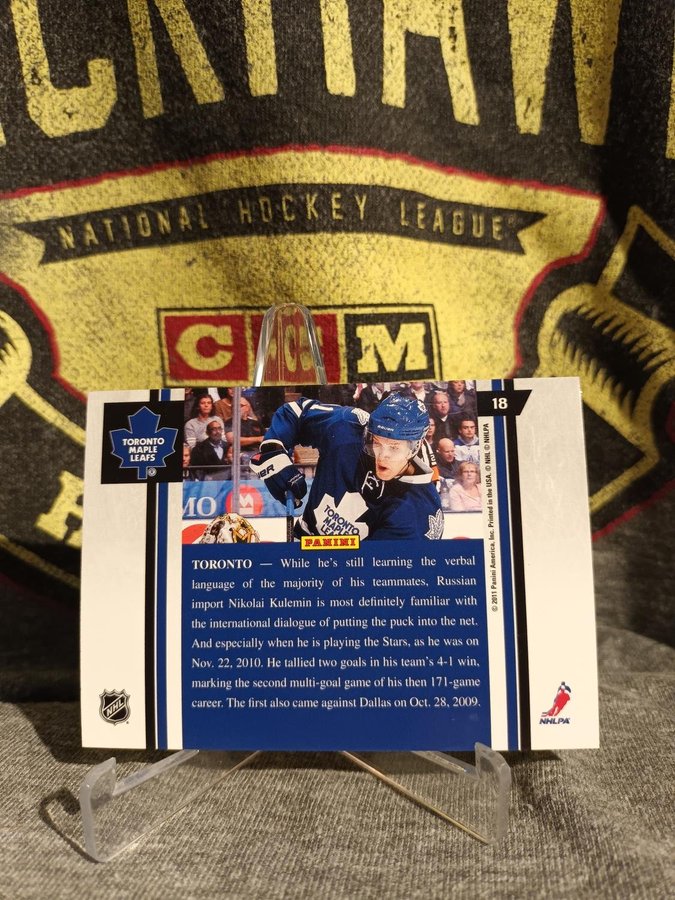 CKHAW
NATIONAL HOCKEY LEAGUE
CCM
18
TORONTO
MAPLE
LEAFS
TORONTO
MAPLE
PANINI
TORONTO — While he's still learning the verbal
language of the majority of his teammates, Russian
import Nikolai Kulemin is most definitely familiar with
the international dialogue of putting the puck into the net.
And especially when he is playing the Stars, as he was on
Nov. 22, 2010. He tallied two goals in his team's 4-1 win,
marking the second multi-goal game of his then 171-game
career. The first also came against Dallas on Oct. 28, 2009.
© 2011 Panini America, Inc. Printed in the USA. © NHL © NHLPA
NHL
NHLPA